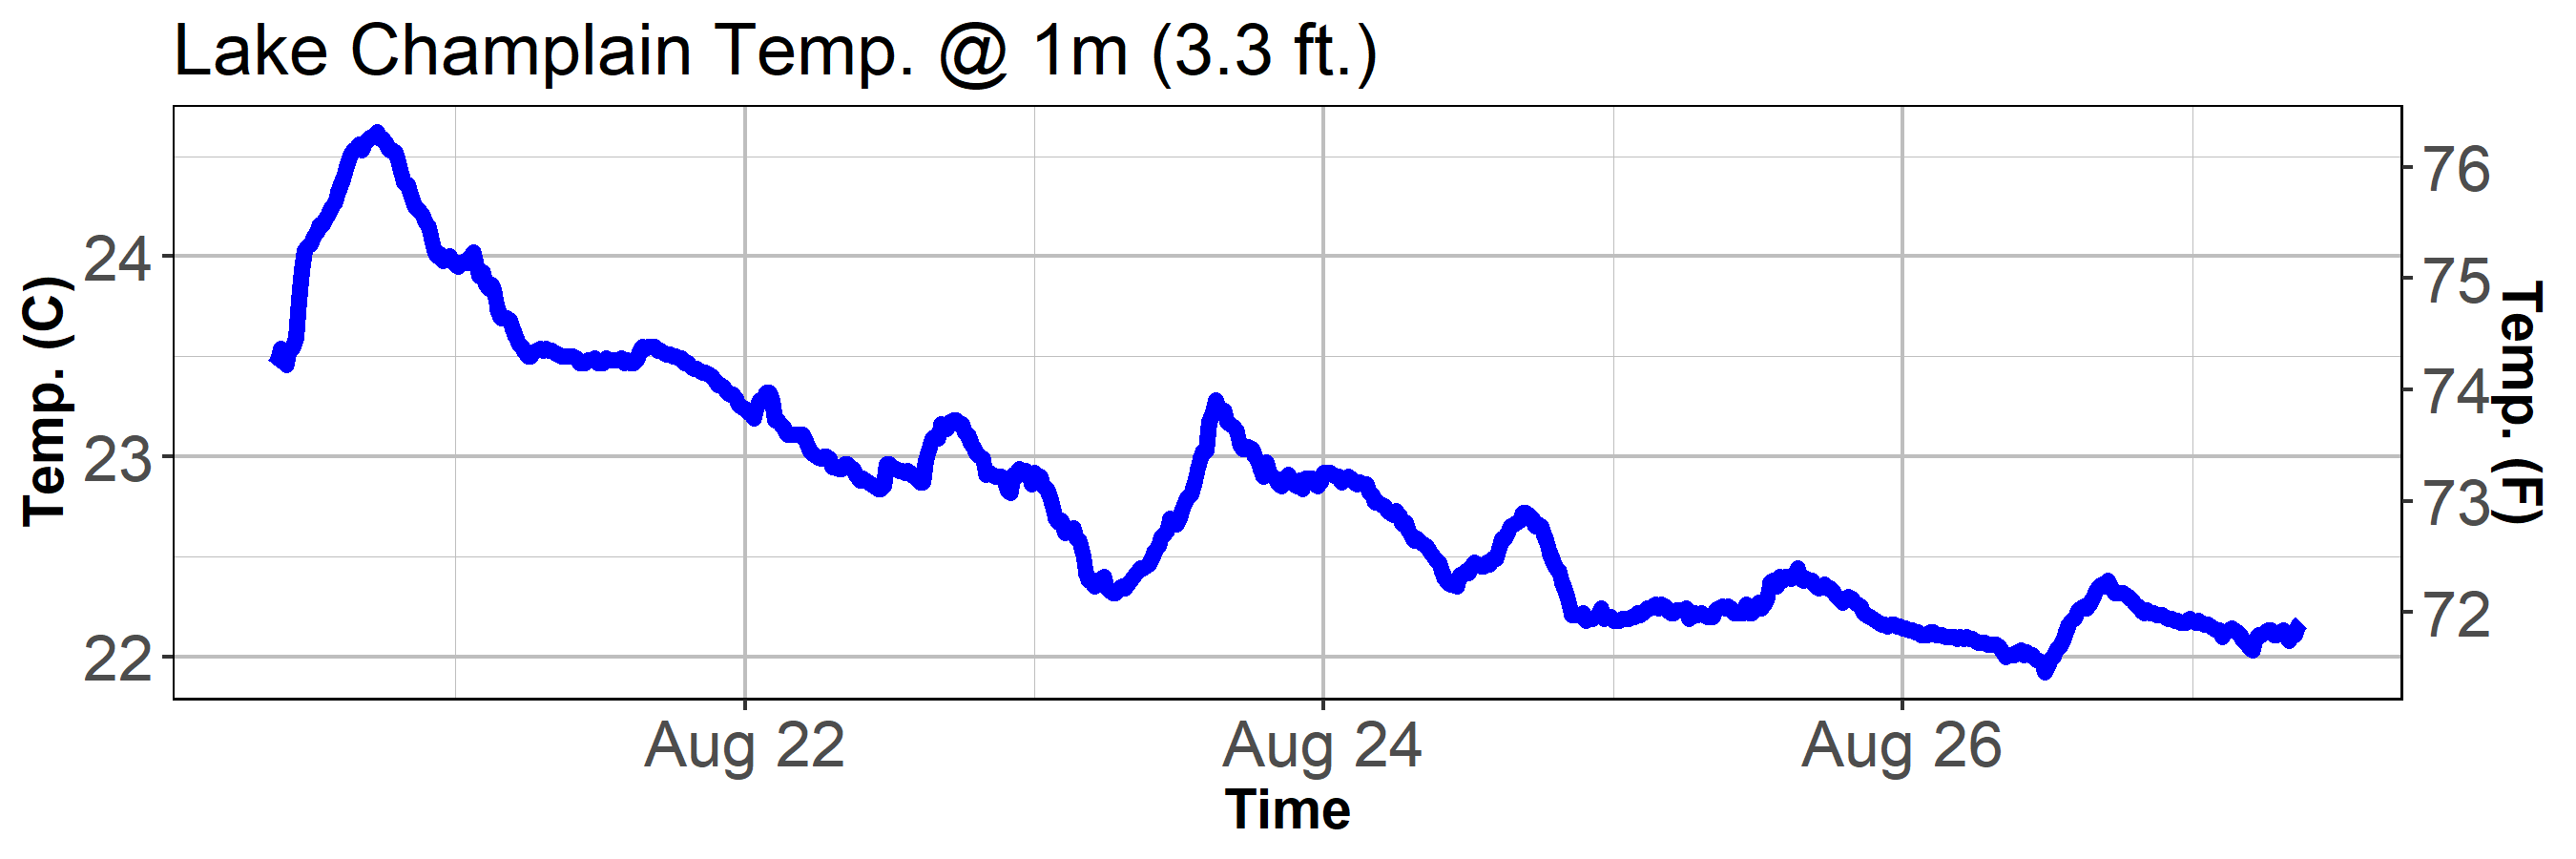 Lake Champlain Temp. @ 1m (3.3 ft.)
Temp. (C)
24
23
22
76
75
74
73
72
Temp. (F)
Aug 22
Aug 24
Aug 26
Time